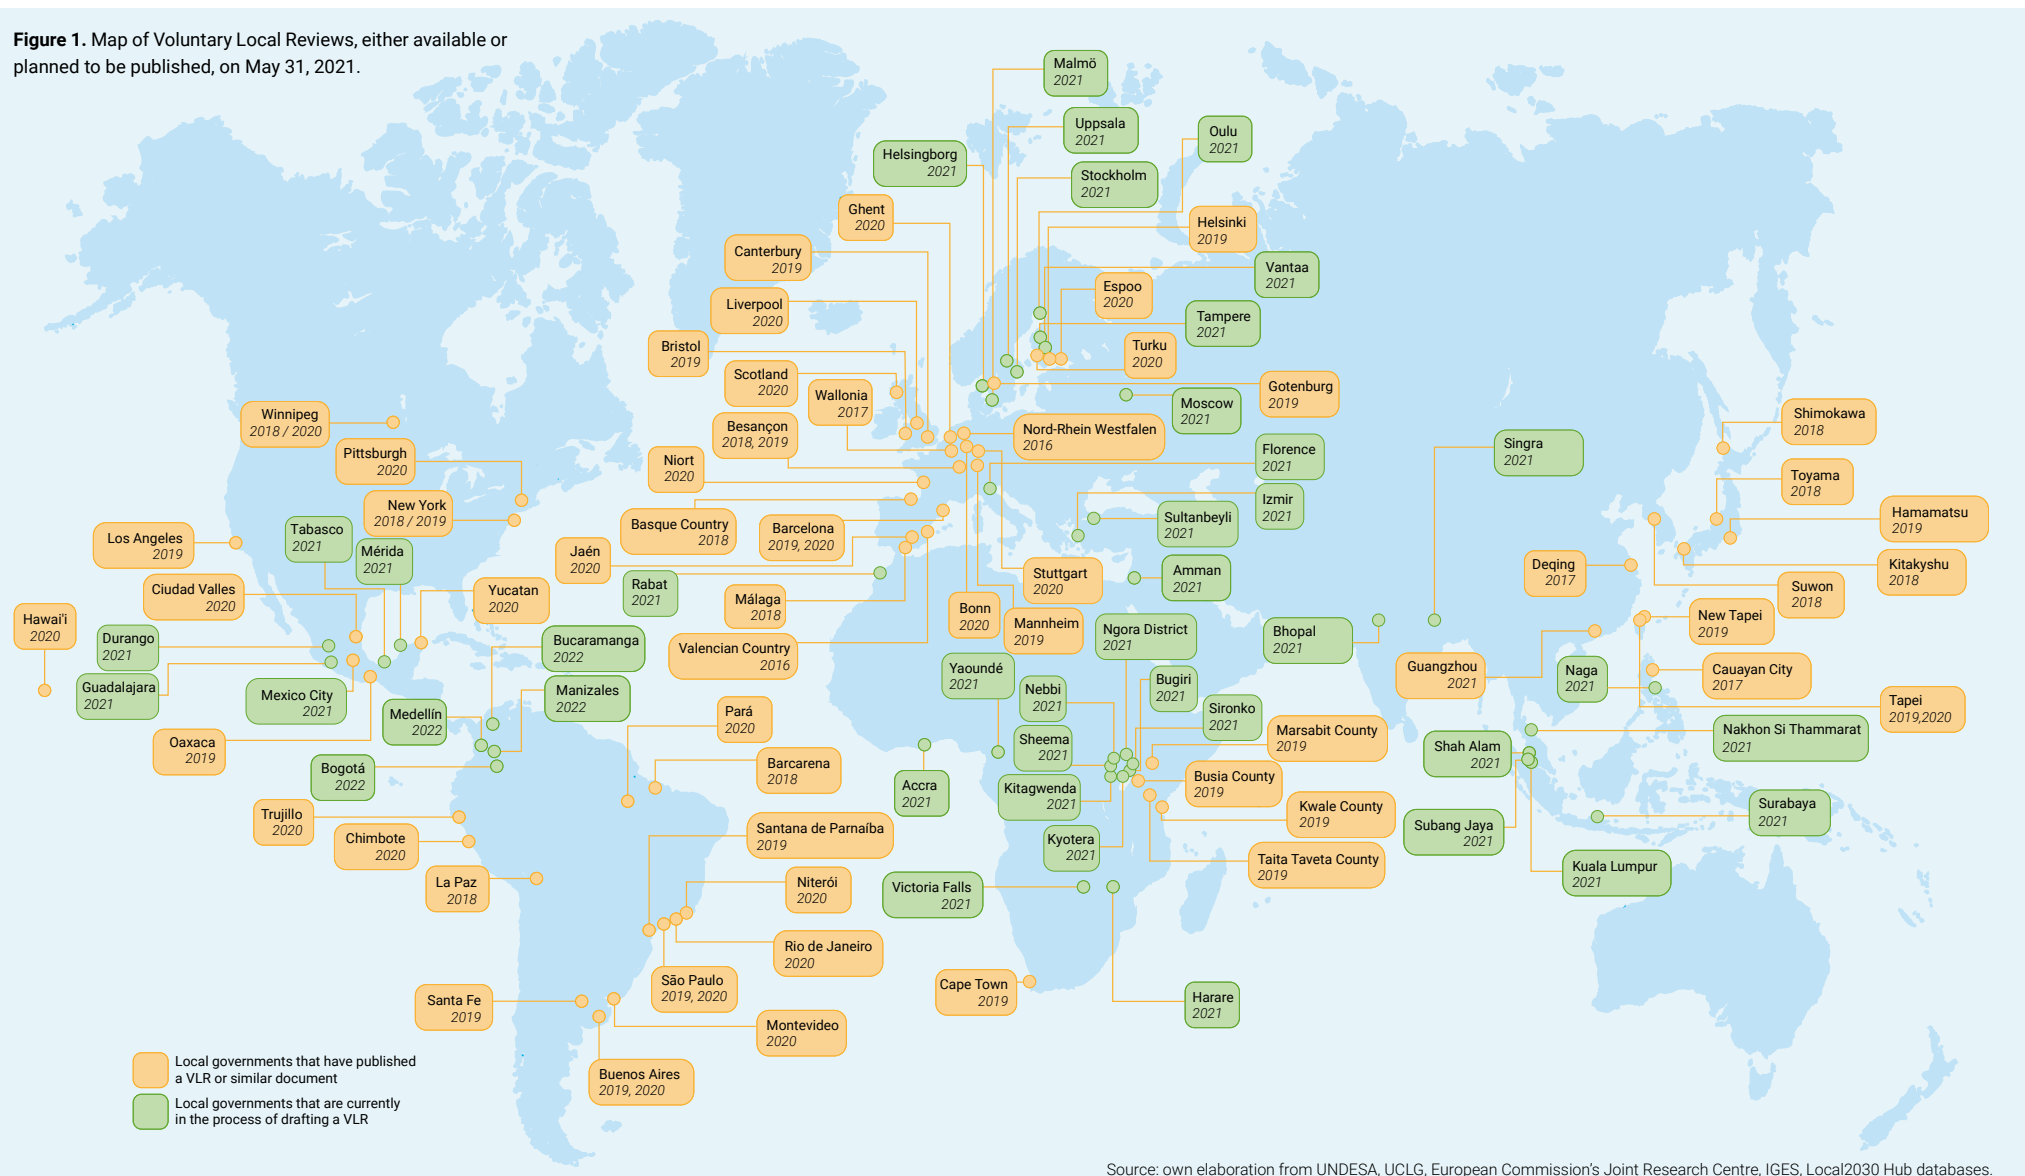 Figure 1. Map of Voluntary Local Reviews, either available or
planned to be published, on May 31, 2021.
Malmö
2021
Uppsala
2021
Oulu
2021
Helsingborg
2021
Stockholm
2021
Ghent
2020
Helsinki
2019
Canterbury
2019
Vantaa
2021
Espoo
2020
Liverpool
2020
Tampere
2021
Bristol
2019
Turku
2020
Scotland
2020
Wallonia
2017
Gotenburg
2019
Moscow
2021
Winnipeg
2018 / 2020
Besançon
2018, 2019
Nord-Rhein Westfalen
2016
Shimokawa
2018
Pittsburgh
2020
Niort
2020
Florence
2021
Singra
2021
Toyama
2018
New York
2018 / 2019
Izmir
2021
Hamamatsu
2019
Tabasco
2021
Basque Country
2018
Barcelona
2019, 2020
Sultanbeyli
2021
Los Angeles
2019
Mérida
2021
Jaén
2020
Deqing
2017
Kitakyshu
2018
Rabat
2021
Stuttgart
2020
Amman
2021
Suwon
2018
Ciudad Valles
2020
Yucatan
2020
Málaga
2018
Bonn
2020
Mannheim
2019
New Tapei
2019
Hawai'i
2020
Durango
2021
Bucaramanga
2022
Valencian Country
2016
Ngora District
2021
Bhopal
2021
Guadalajara
2021
Mexico City
2021
Manizales
2022
Yaoundé
2021
Nebbi
2021
Bugiri
2021
Guangzhou
2021
Naga
2021
Cauayan City
2017
Medellín
2022
Pará
2020
Sironko
2021
Tapei
2019,2020
Oaxaca
2019
Sheema
2021
Marsabit County
2019
Shah Alam
2021
Nakhon Si Thammarat
2021
Bogotá
2022
Barcarena
2018
Accra
2021
Kitagwenda
2021
Busia County
2019
Kwale County
2019
Surabaya
2021
Trujillo
2020
Santana de Parnaíba
2019
Subang Jaya
2021
Chimbote
2020
Kyotera
2021
Taita Taveta County
2019
Kuala Lumpur
2021
La Paz
2018
Niterói
2020
Victoria Falls
2021
Rio de Janeiro
2020
São Paulo
2019, 2020
Cape Town
2019
Harare
2021
Santa Fe
2019
Montevideo
2020
Buenos Aires
2019, 2020
Local governments that have published
a VLR or similar document
Local governments that are currently
in the process of drafting a VLR
Source: own elaboration from UNDESA, UCLG, European Commission's Joint Research Centre, IGES, Local2030 Hub databases.